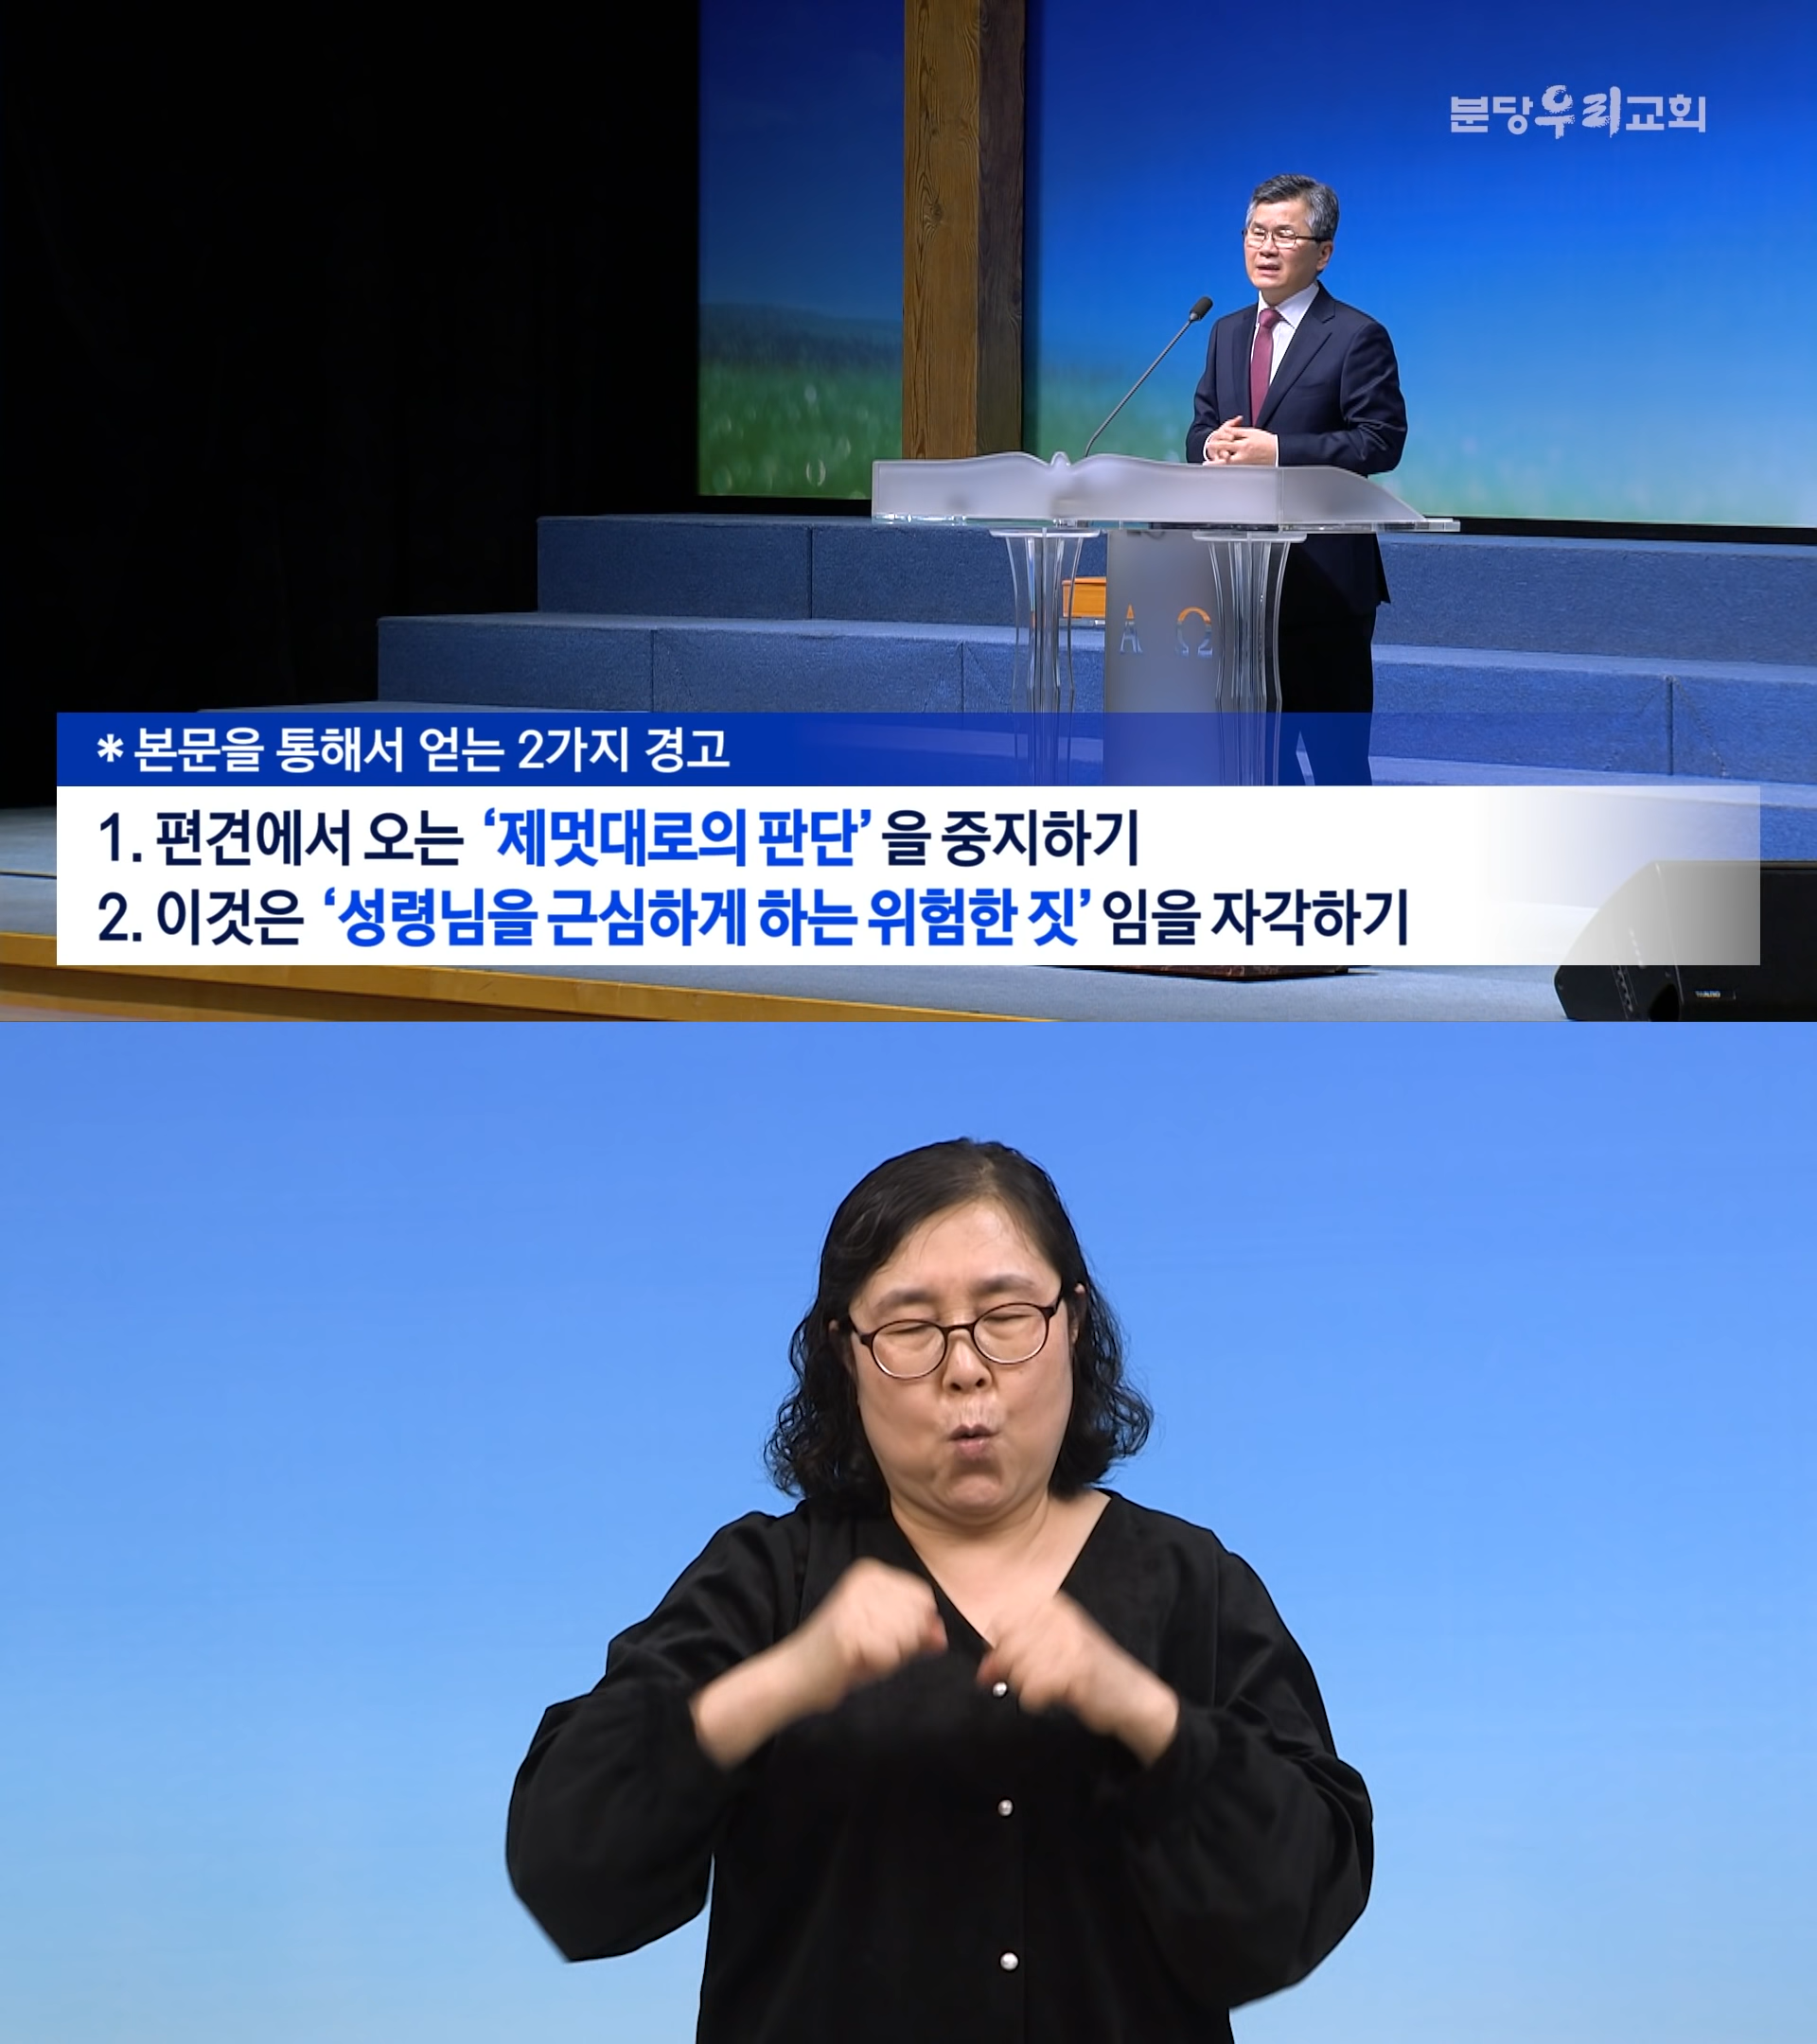 분당우리교회
Α Ω
* 본문을 통해서 얻는 2가지 경고
1. 편견에서 오는 ‘제멋대로의 판단’을 중지하기
2. 이것은 ‘성령님을 근심하게 하는 위험한 짓’임을 자각하기